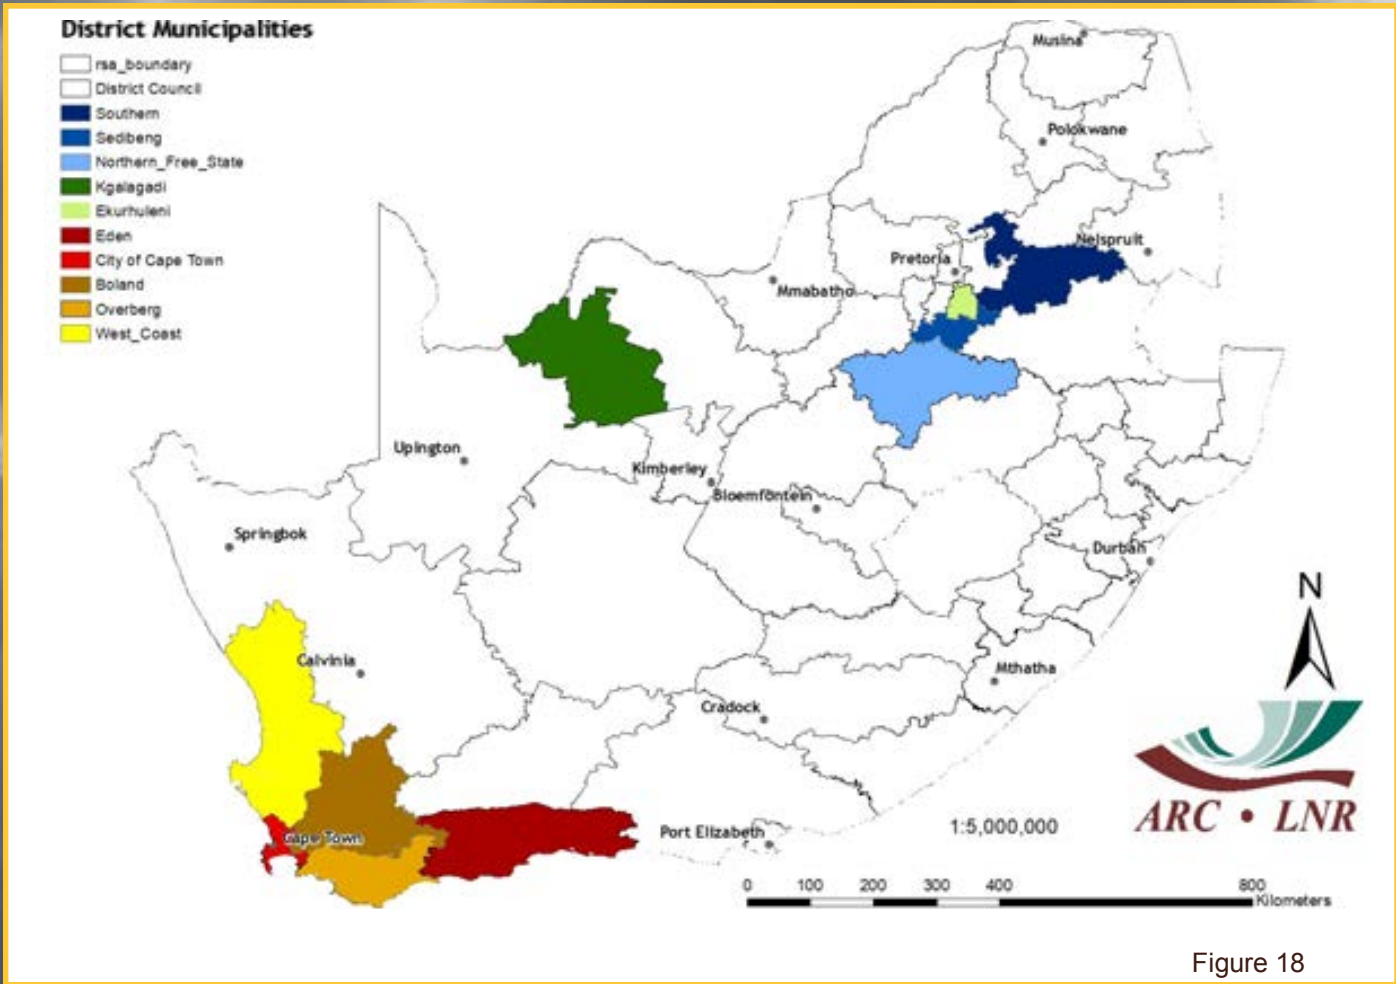 District Municipalities
rsa_boundary
District Council
Southern
Sedibeng
Northern_Free_State
Kgalagadi
Ekurhuleni
Eden
City of Cape Town
Boland
Overberg
West_Coast
Musina
Polokwane
Nelspruit
Pretoria
Mmabatho
Upington
Kimberley
Bloemfontein
Springbok
Durban
N
Calvinia
Mthatha
Cradock
Cape Town
Port Elizabeth
1:5,000,000
ARC • LNR
0 100 200 300 400 800
Kilometers
Figure 18